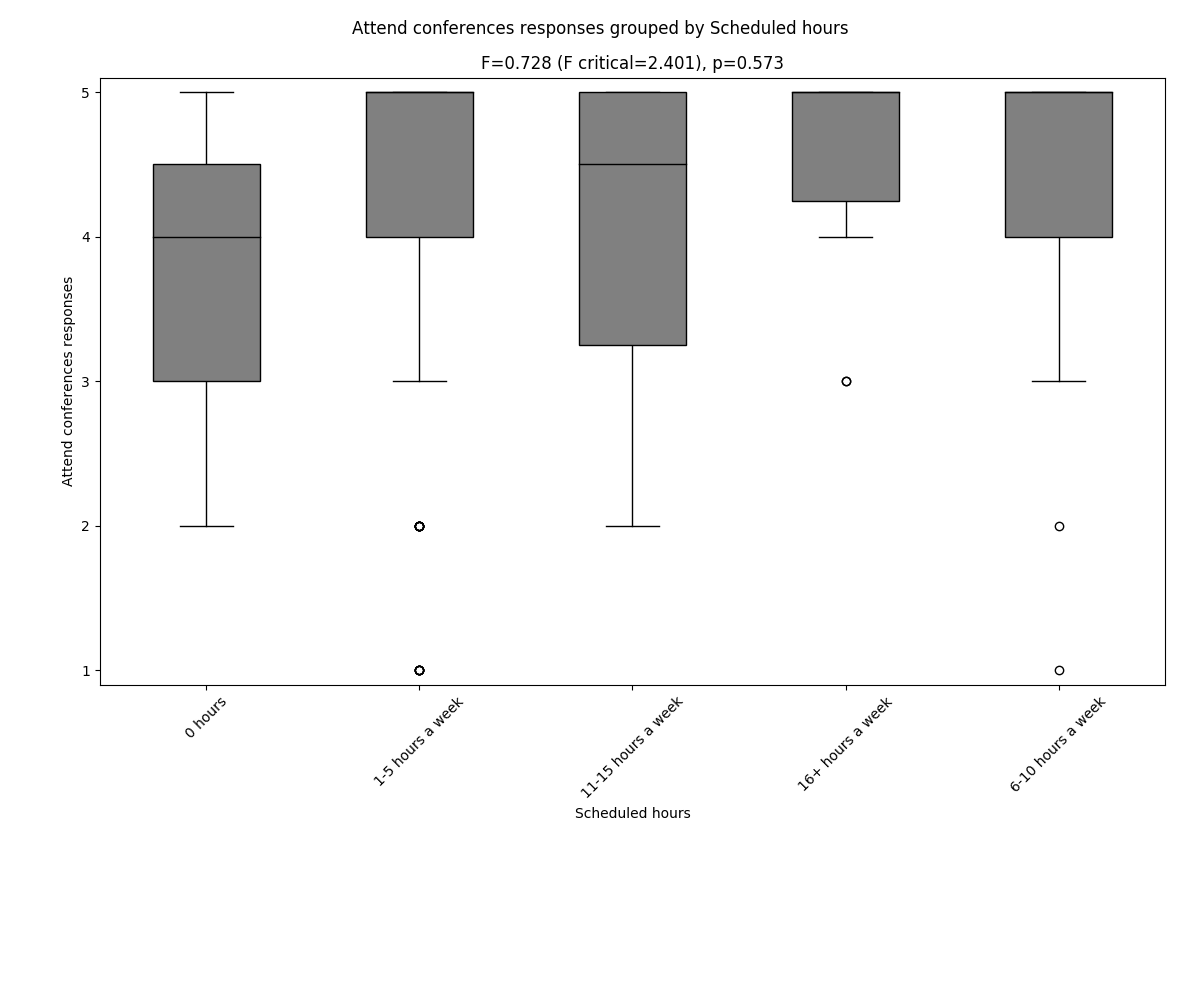 Attend conferences responses grouped by Scheduled hours
F=0.728 (F critical=2.401), p=0.573
5
4
3
2
1
Attend conferences responses
0 hours
1-5 hours a week
11-15 hours a week
16+ hours a week
6-10 hours a week
Scheduled hours